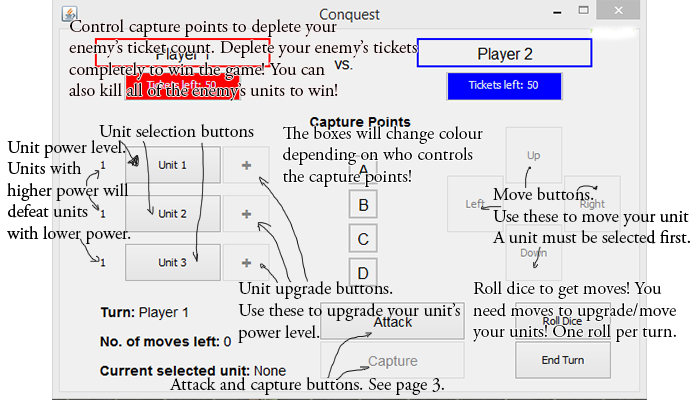 Conquest
Control capture points to deplete your
enemy's ticket count. Deplete your enemy's tickets
completely to win the game! You can
also kill all of the enemy's units to win!
Player 1
vs.
Player 2
Tickets left: 50
Tickets left: 50
Unit selection buttons
Capture Points
The boxes will change colour
depending on who controls
the capture points!
Unit power level.
Units with
higher power will
defeat units
with lower power.
1 Unit 1 +
1 Unit 2 +
1 Unit 3 +
A
B
C
D
Up
Left
Right
Down
Move buttons.
Use these to move your unit
A unit must be selected first.
Unit upgrade buttons.
Use these to upgrade your unit's
power level.
Roll dice to get moves! You
need moves to upgrade/move
your units! One roll per turn.
Turn: Player 1
No. of moves left: 0
Current selected unit: None
Attack
Capture
Roll Dice
End Turn
Attack and capture buttons. See page 3.